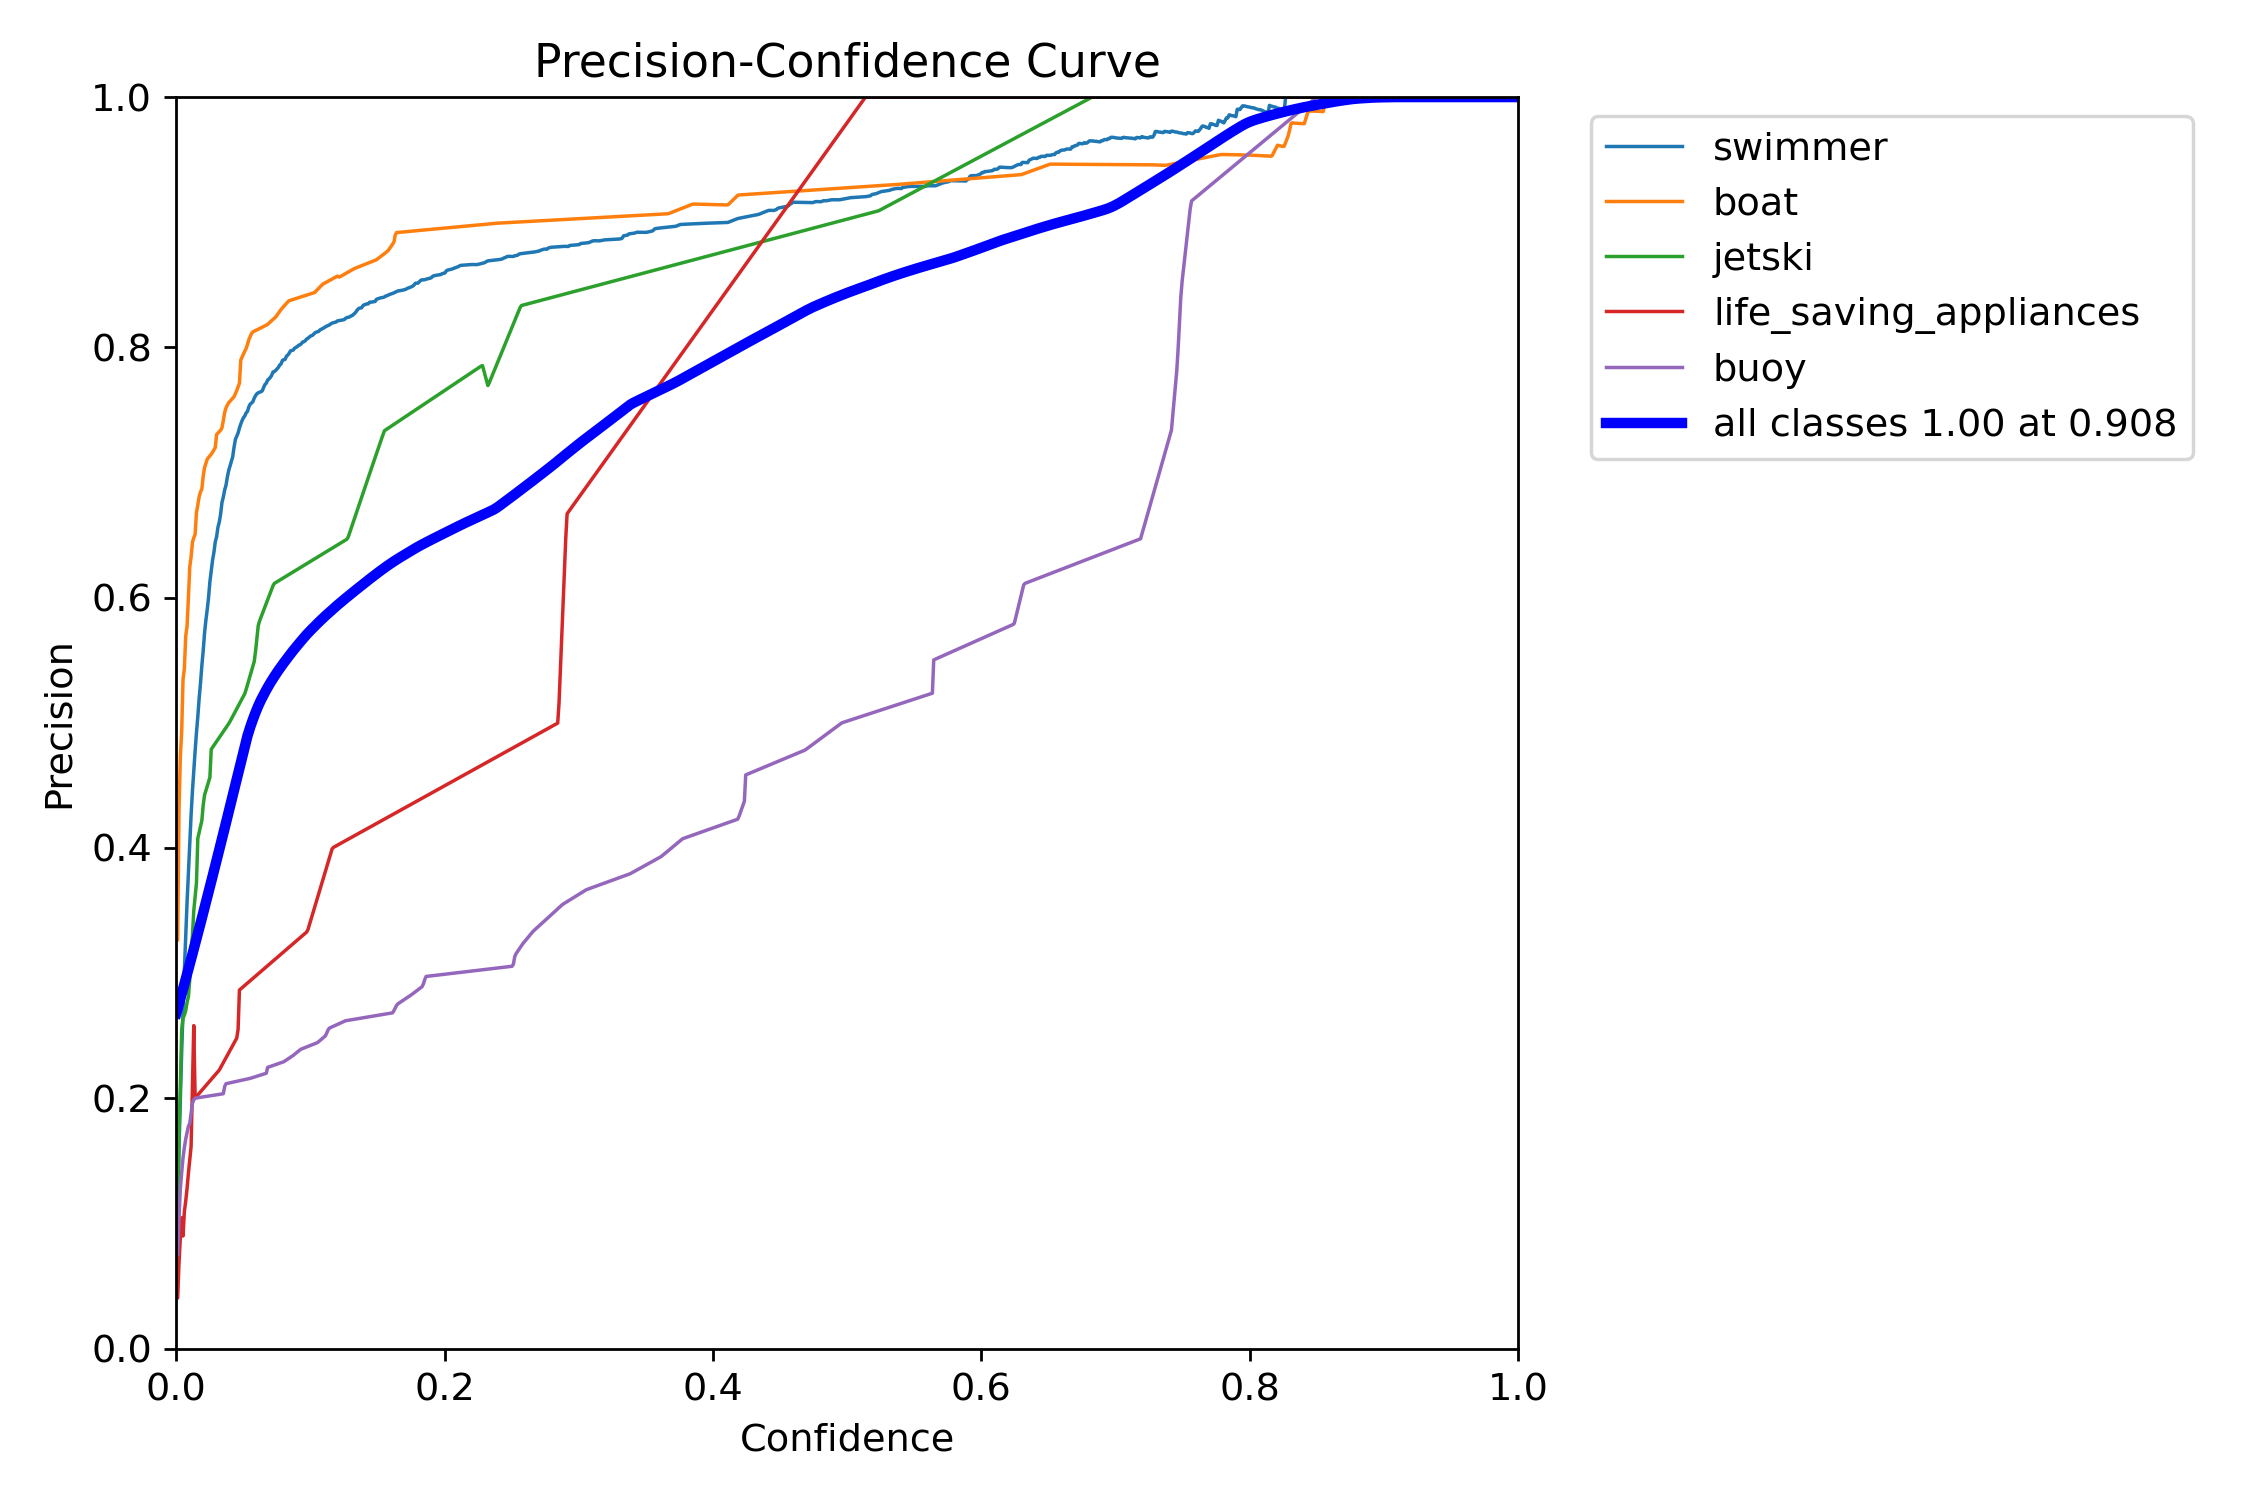 Precision-Confidence Curve
1.0
0.8
0.6
0.4
0.2
0.0
Precision
0.0 0.2 0.4 0.6 0.8 1.0
Confidence
swimmer
boat
jetski
life_saving_appliances
buoy
all classes 1.00 at 0.908